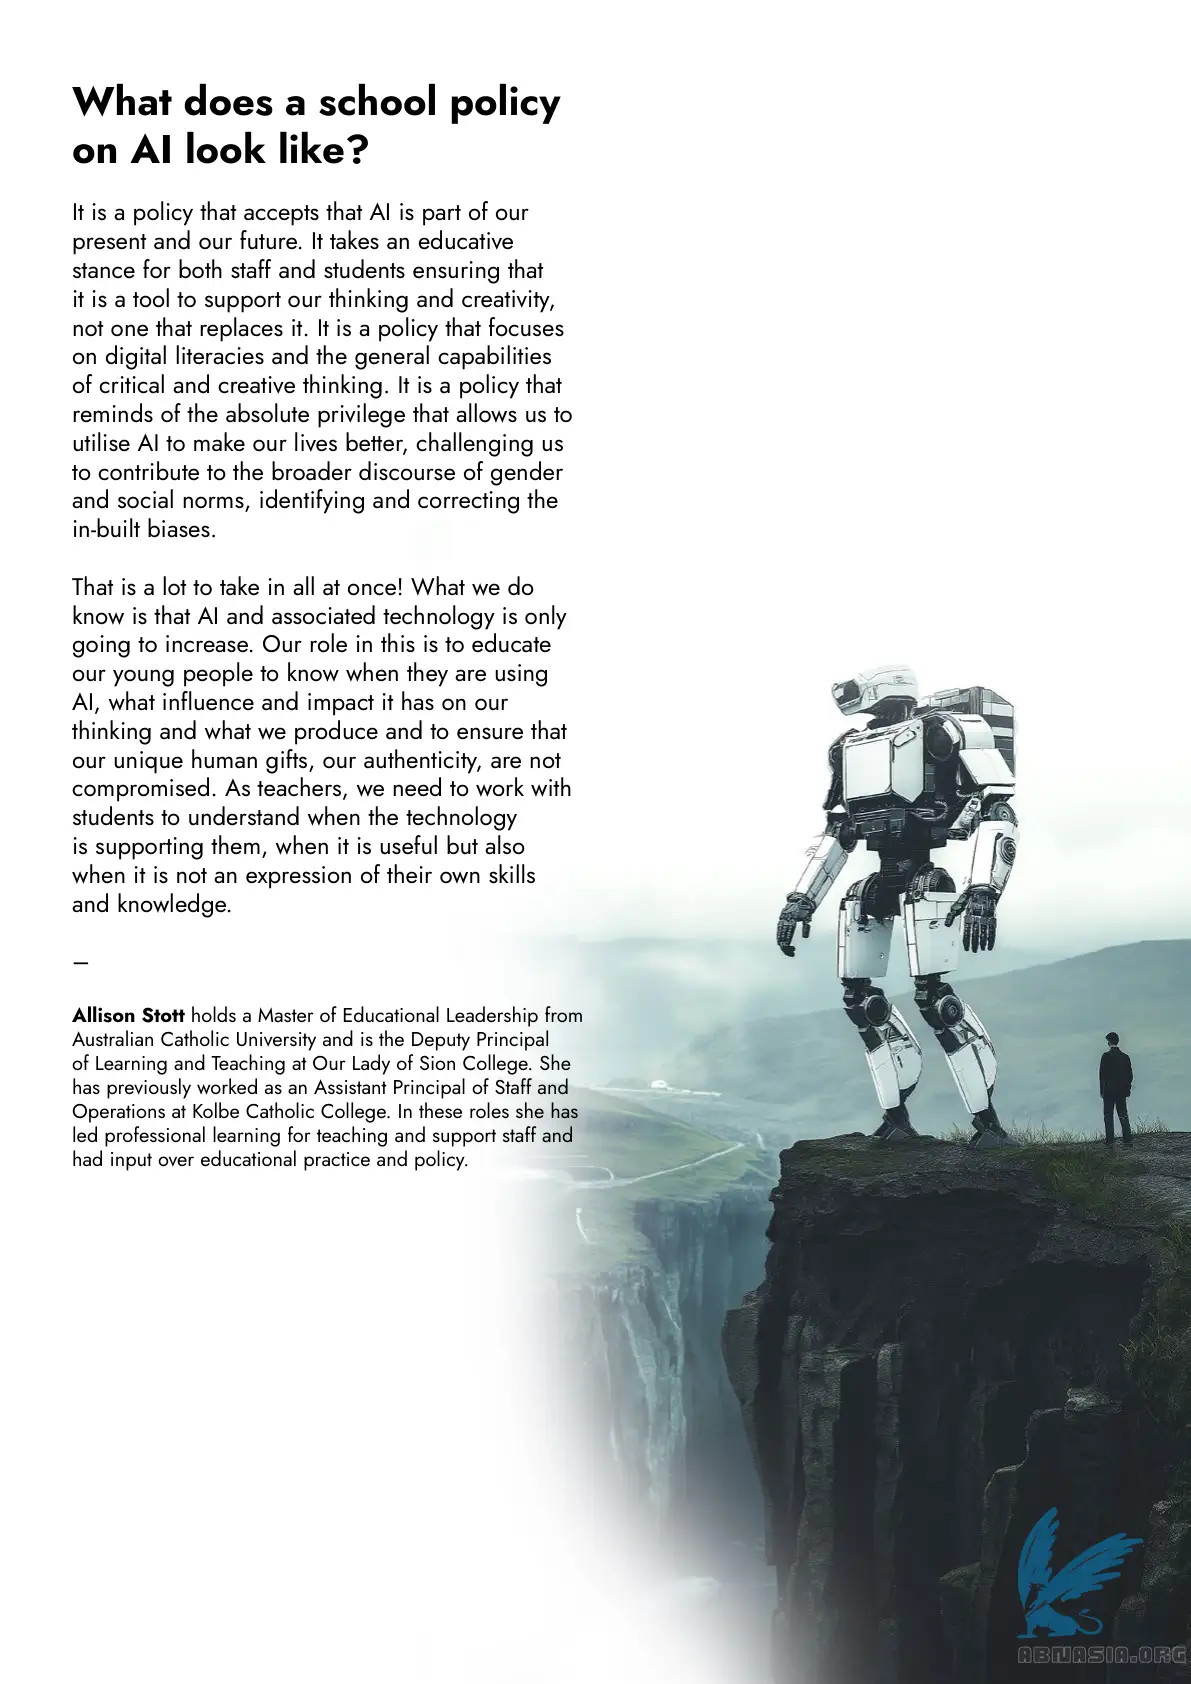 What does a school policy
on AI look like?
It is a policy that accepts that AI is part of our
present and our future. It takes an educative
stance for both staff and students ensuring that
it is a tool to support our thinking and creativity,
not one that replaces it. It is a policy that focuses
on digital literacies and the general capabilities
of critical and creative thinking. It is a policy that
reminds of the absolute privilege that allows us to
utilise AI to make our lives better, challenging us
to contribute to the broader discourse of gender
and social norms, identifying and correcting the
in-built biases.
That is a lot to take in all at once! What we do
know is that AI and associated technology is only
going to increase. Our role in this is to educate
our young people to know when they are using
AI, what influence and impact it has on our
thinking and what we produce and to ensure that
our unique human gifts, our authenticity, are not
compromised. As teachers, we need to work with
students to understand when the technology
is supporting them, when it is useful but also
when it is not an expression of their own skills
and knowledge.
–
Allison Stott holds a Master of Educational Leadership from
Australian Catholic University and is the Deputy Principal
of Learning and Teaching at Our Lady of Sion College. She
has previously worked as an Assistant Principal of Staff and
Operations at Kolbe Catholic College. In these roles she has
led professional learning for teaching and support staff and
had input over educational practice and policy.
ABNASIA.ORG